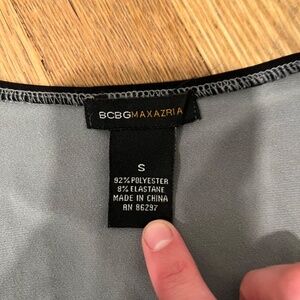 BCBGMAXAZRIA
S
92% POLYESTER
8% ELASTANE
MADE IN CHINA
RN 86297